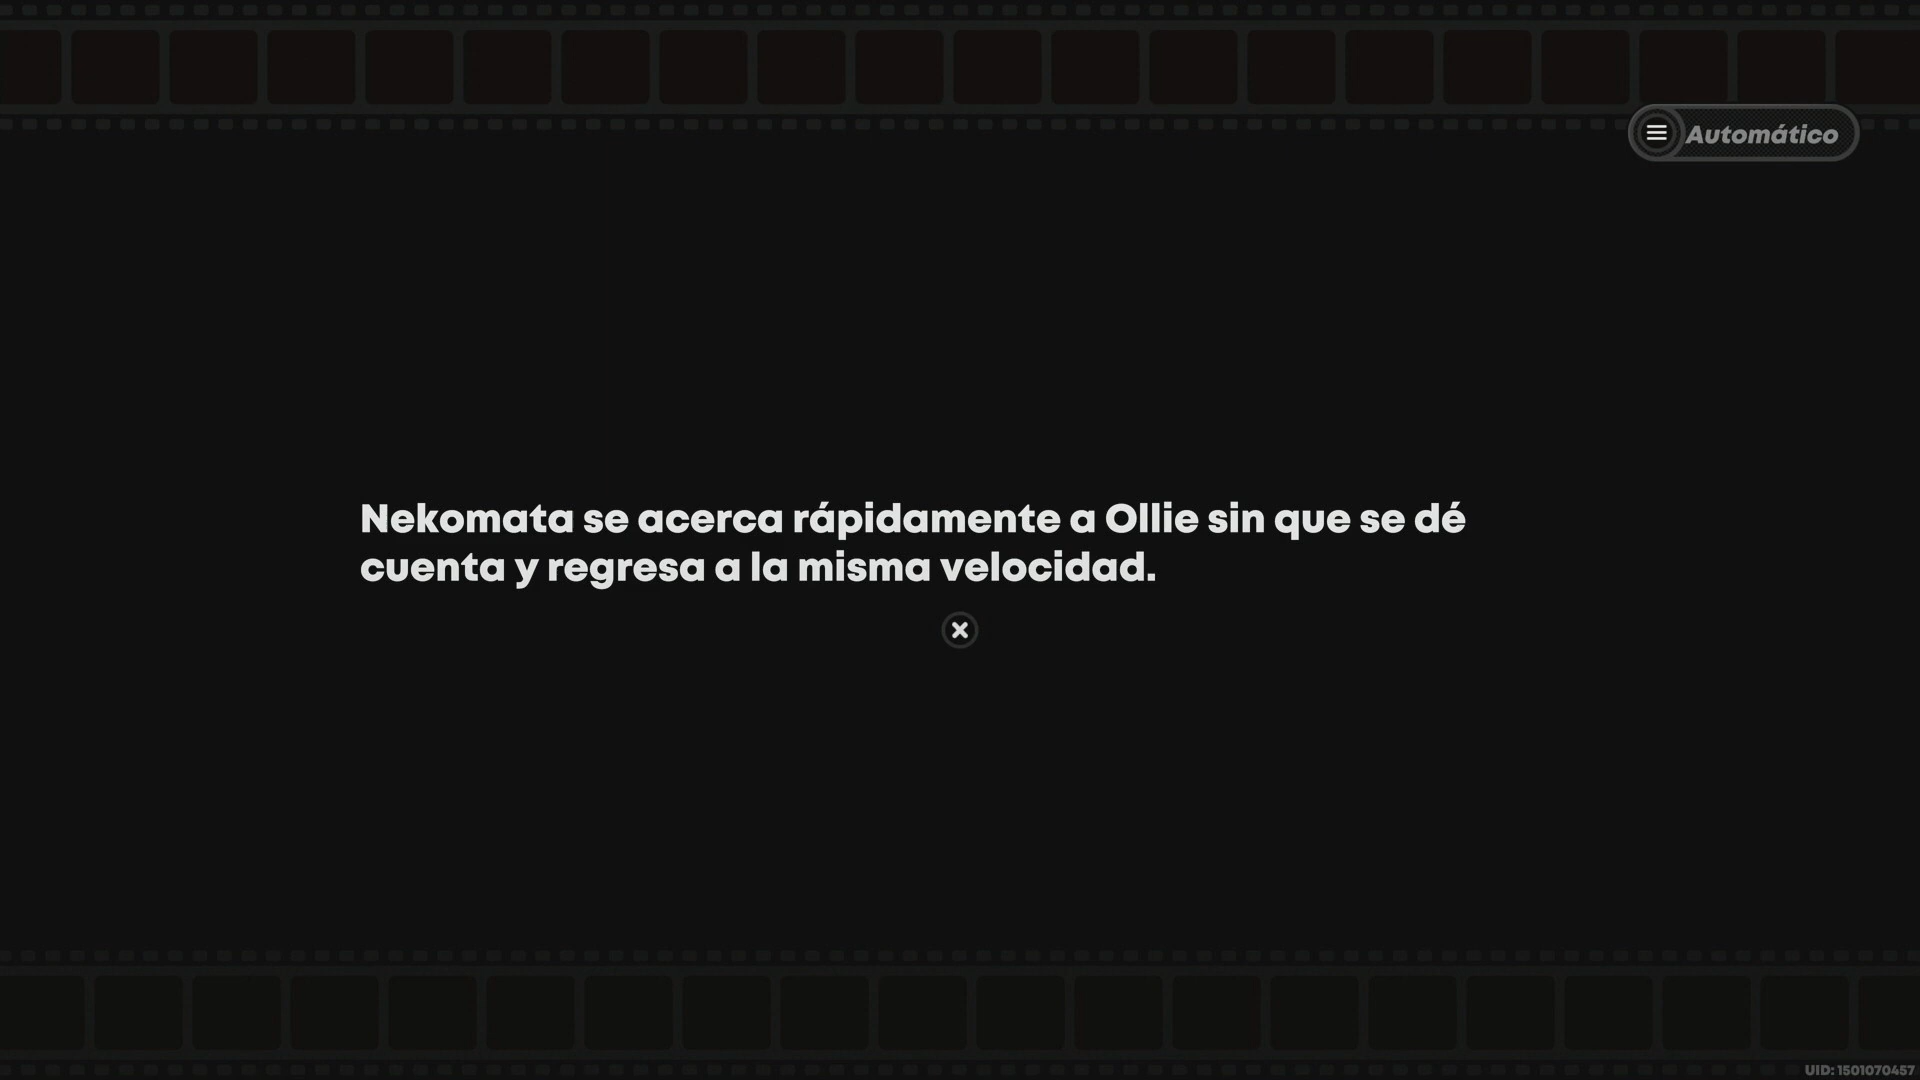 Automático
Nekomata se acerca rápidamente a Ollie sin que se dé
cuenta y regresa a la misma velocidad.
UID: 1501070457